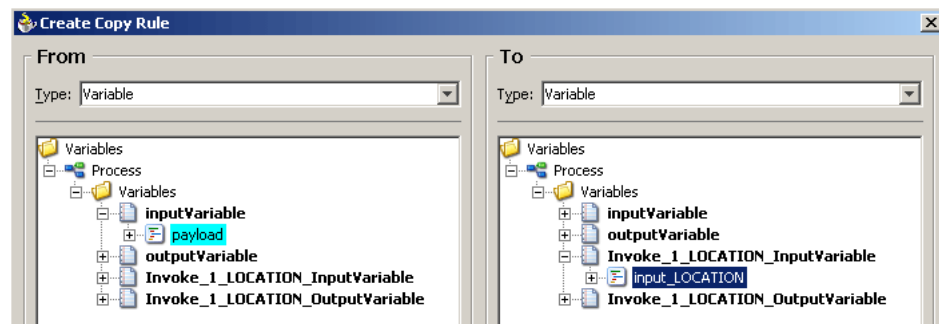 Create Copy Rule
From
Type: Variable
Variables
Process
Variables
inputVariable
payload
outputVariable
Invoke_1_LOCATION_InputVariable
Invoke_1_LOCATION_OutputVariable
To
Type: Variable
Variables
Process
Variables
inputVariable
outputVariable
Invoke_1_LOCATION_InputVariable
input_LOCATION
Invoke_1_LOCATION_OutputVariable